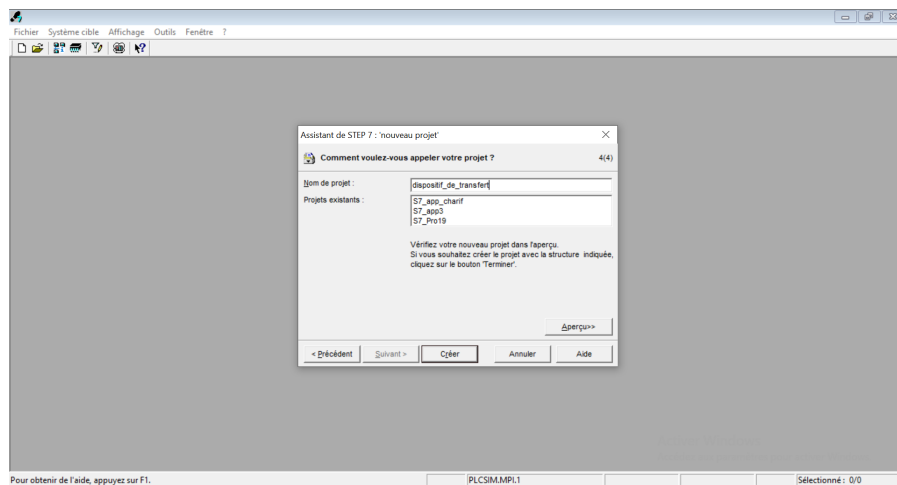 Fichier Système cible Affichage Outils Fenêtre ?
Assistant de STEP 7 : 'nouveau projet'
Comment voulez-vous appeler votre projet ? 4(4)
Nom de projet : dispositif_de_transfert
Projets existants : S7_app_charif
S7_app3
S7_Pro19
Vérifiez votre nouveau projet dans l'aperçu.
Si vous souhaitez créer le projet avec la structure indiquée,
cliquez sur le bouton 'Terminer'.
Aperçu>>
< Précédent Suivant > Créer Annuler Aide
Pour obtenir de l'aide, appuyez sur F1. PLCSIM.MPI.1 Sélectionné : 0/0